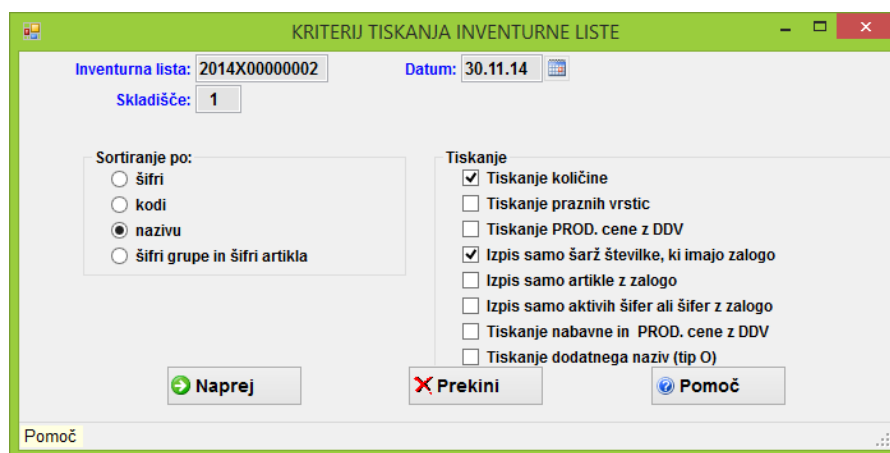 KRITERIJ TISKANJA INVENTURNE LISTE
Inventurna lista: 2014X00000002 Datum: 30.11.14
Skladišče: 1
Sortiranje po:
šifri
kodi
nazivu
šifri grupe in šifri artikla
Tiskanje
Tiskanje količine
Tiskanje praznih vrstic
Tiskanje PROD. cene z DDV
Izpis samo šarž številke, ki imajo zalogo
Izpis samo artikle z zalogo
Izpis samo aktivih šifer ali šifer z zalogo
Tiskanje nabavne in PROD. cene z DDV
Tiskanje dodatnega naziv (tip O)
Naprej Prekini Pomoč
Pomoč